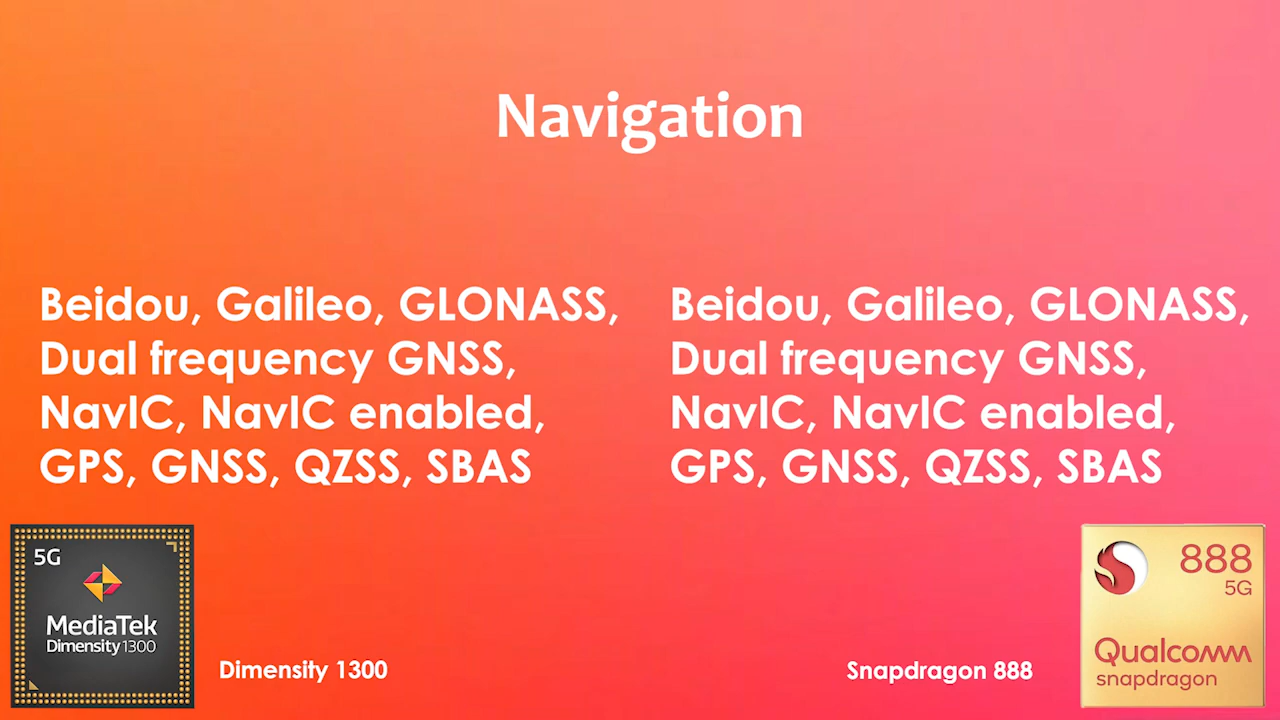 Navigation
Beidou, Galileo, GLONASS,
Dual frequency GNSS,
NavIC, NavIC enabled,
GPS, GNSS, QZSS, SBAS
Beidou, Galileo, GLONASS,
Dual frequency GNSS,
NavIC, NavIC enabled,
GPS, GNSS, QZSS, SBAS
5G
MediaTek
Dimensity 1300
Dimensity 1300
Snapdragon 888
888
5G
Qualcomm
snapdragon